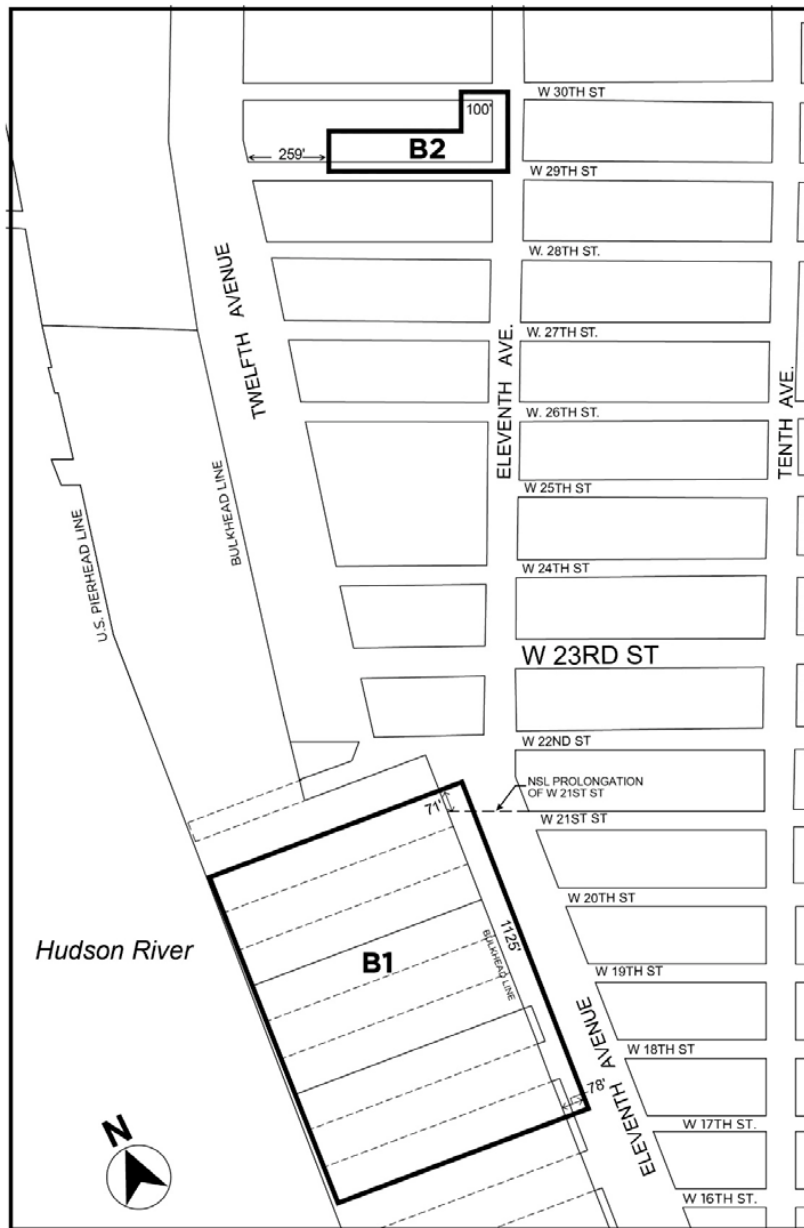 W 30TH ST
100'
B2
259'
W 29TH ST
W. 28TH ST.
TWELFTH AVENUE
W. 27TH ST.
ELEVENTH AVE.
TENTH AVE.
W. 26TH ST.
W 25TH ST
BULKHEAD LINE
U.S. PIERHEAD LINE
W 24TH ST
W 23RD ST
W 22ND ST
NSL PROLONGATION
OF W 21ST ST
71'
W 21ST ST
W 20TH ST
1125'
Hudson River
B1
BULKHEAD LINE
W 19TH ST
W 18TH ST
ELEVENTH AVENUE
78'
W 17TH ST.
N
W 16TH ST